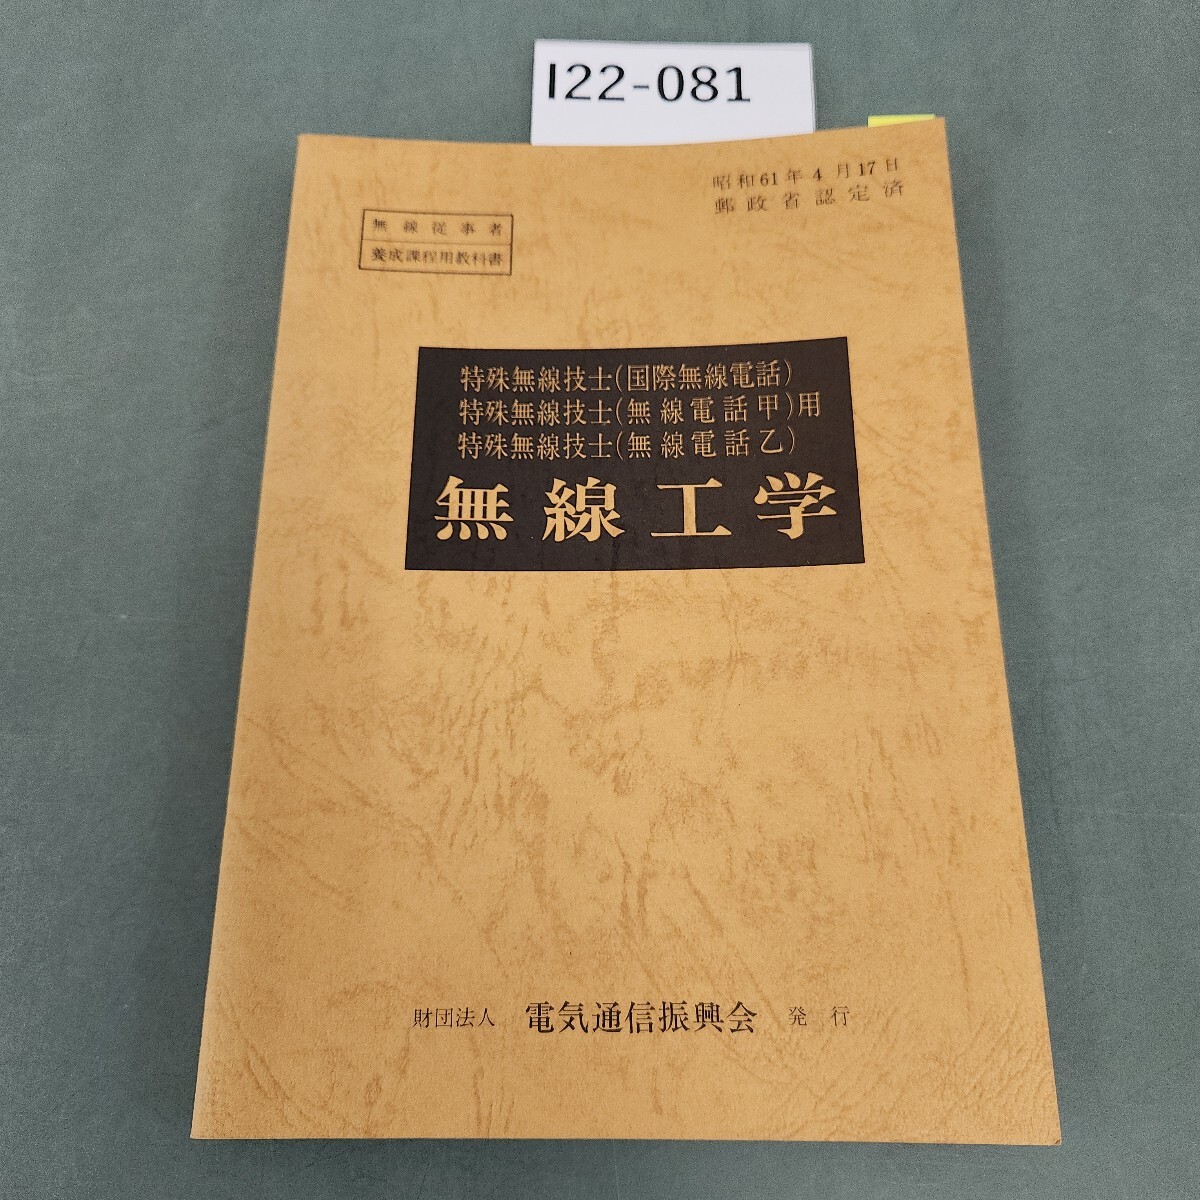 I22-081
昭和61年4月17日
郵政省認定済
無線従事者
養成課程用教科書
特殊無線技士(国際無線電話)
特殊無線技士(無線電話甲)用
特殊無線技士(無線電話乙)
無線工学
財団法人 電気通信振興会 発行